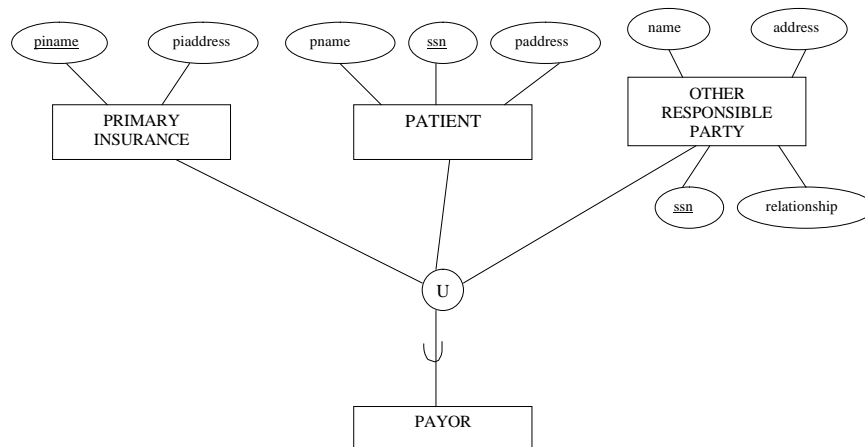 piname
piaddress
pname
ssn
paddress
name
address
PRIMARY
INSURANCE
PATIENT
OTHER
RESPONSIBLE
PARTY
ssn
relationship
U
PAYOR